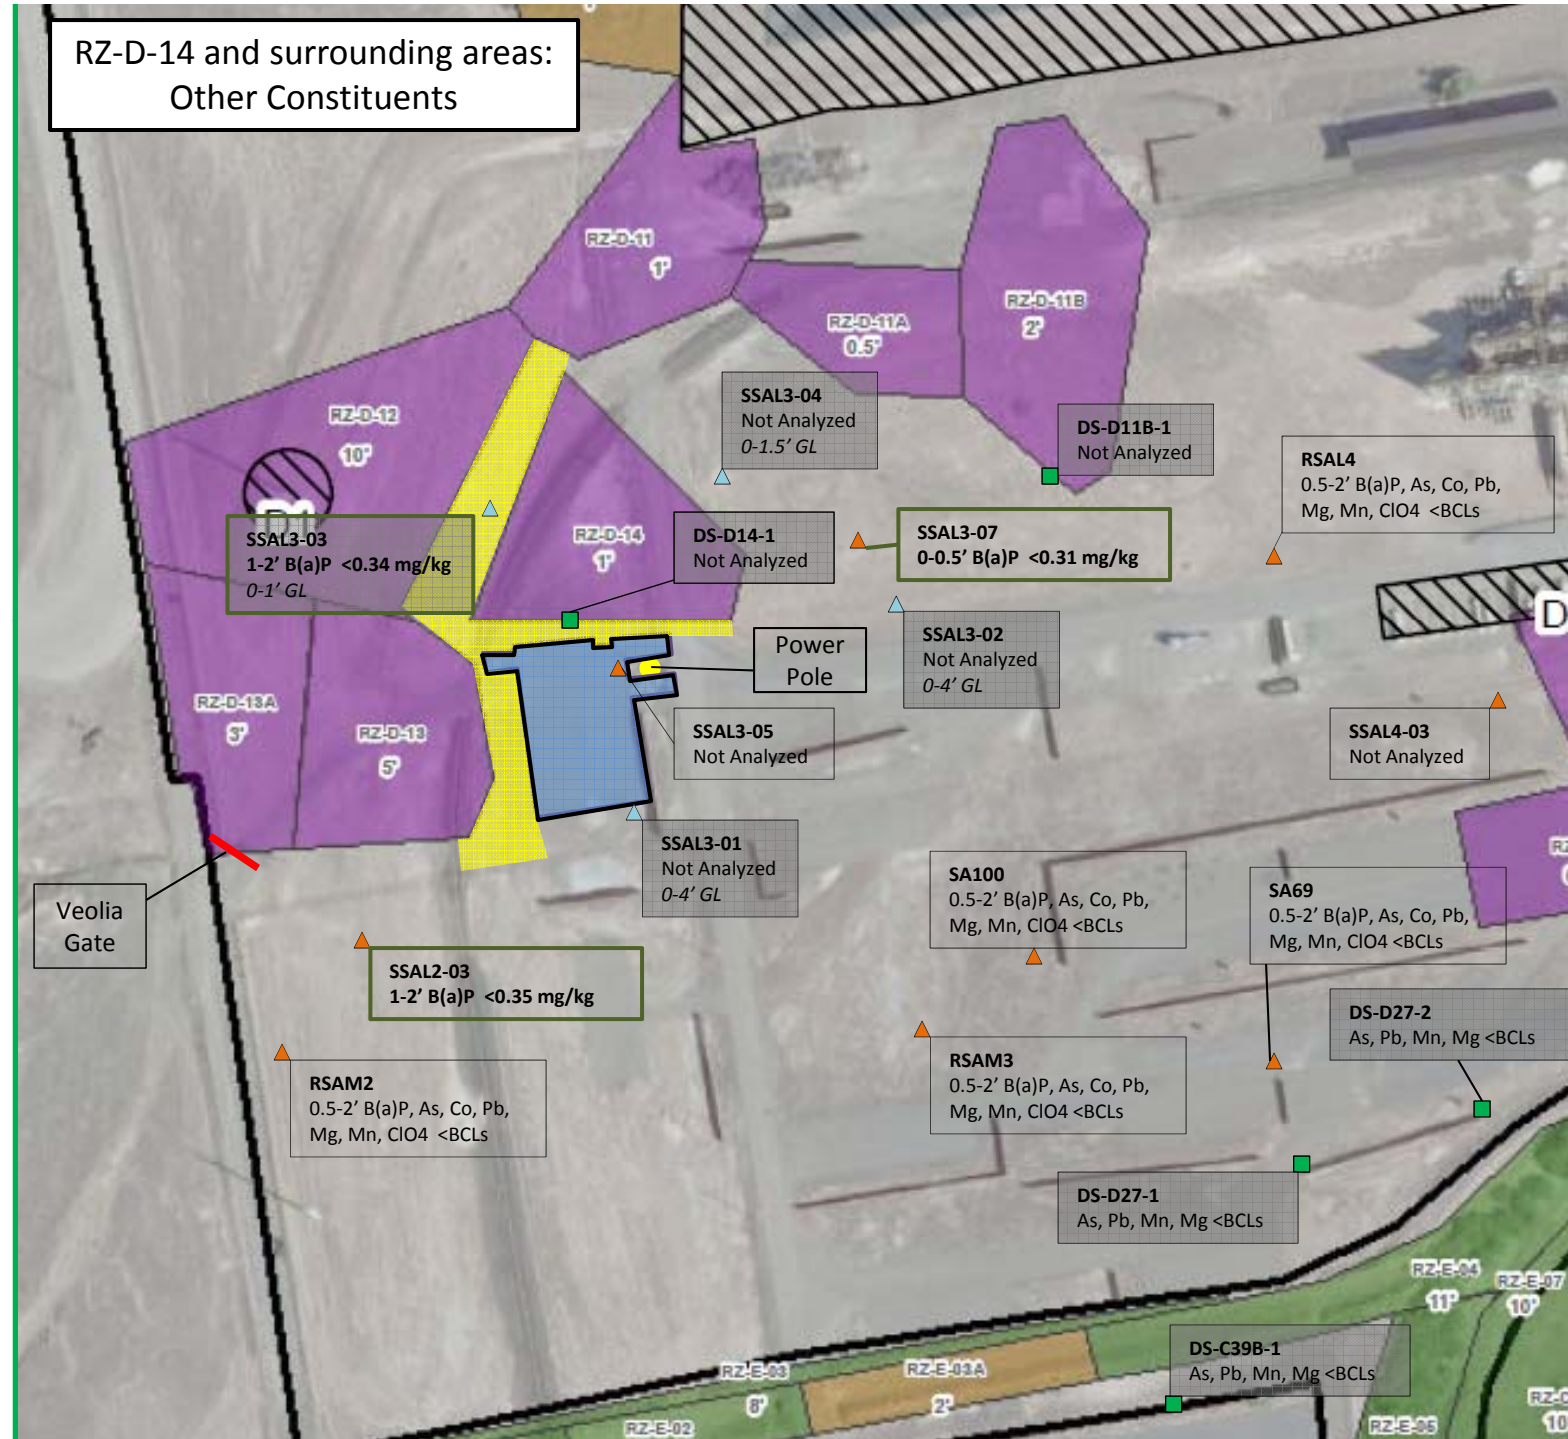 RZ-D-14 and surrounding areas:
Other Constituents
RZ-D-11
1'
RZ-D-11A
0.5'
RZ-D-11B
2'
RZ-D-12
10'
SSAL3-04
Not Analyzed
0-1.5' GL
DS-D11B-1
Not Analyzed
RSAL4
0.5-2' B(a)P, As, Co, Pb,
Mg, Mn, ClO4 <BCLs
SSAL3-03
1-2' B(a)P <0.34 mg/kg
0-1' GL
RZ-D-14
1'
DS-D14-1
Not Analyzed
SSAL3-07
0-0.5' B(a)P <0.31 mg/kg
D
SSAL3-02
Not Analyzed
0-4' GL
Power
Pole
RZ-D-13A
3'
RZ-D-13
5'
SSAL3-05
Not Analyzed
SSAL4-03
Not Analyzed
SSAL3-01
Not Analyzed
0-4' GL
RZ
Veolia
Gate
SA100
0.5-2' B(a)P, As, Co, Pb,
Mg, Mn, ClO4 <BCLs
SA69
0.5-2' B(a)P, As, Co, Pb,
Mg, Mn, ClO4 <BCLs
SSAL2-03
1-2' B(a)P <0.35 mg/kg
DS-D27-2
As, Pb, Mn, Mg <BCLs
RSAM2
0.5-2' B(a)P, As, Co, Pb,
Mg, Mn, ClO4 <BCLs
RSAM3
0.5-2' B(a)P, As, Co, Pb,
Mg, Mn, ClO4 <BCLs
DS-D27-1
As, Pb, Mn, Mg <BCLs
RZ-E-04
11'
RZ-E-07
10'
DS-C39B-1
As, Pb, Mn, Mg <BCLs
RZ-E-03
8'
RZ-E-03A
2'
RZ-E-02
RZ-E-05
10